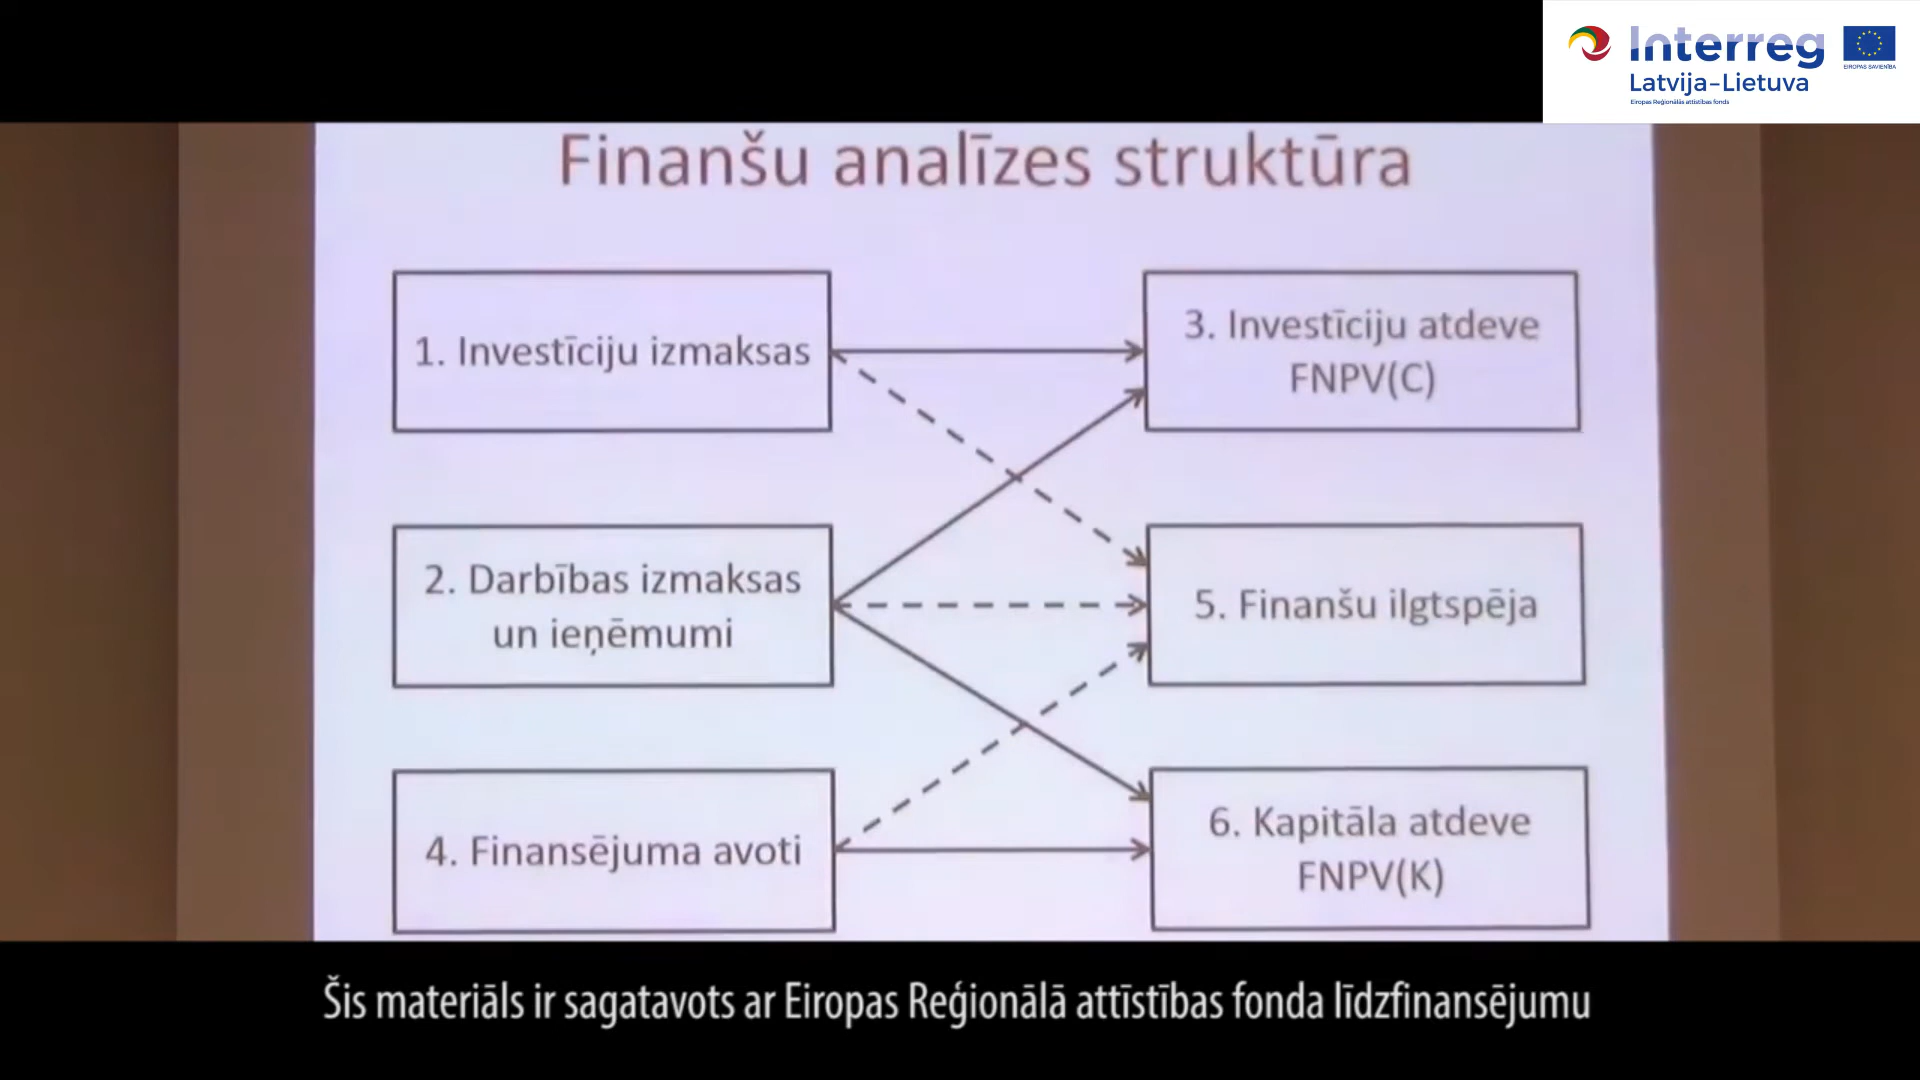 Interreg
EIROPAS SAVIENĪBA
Latvija–Lietuva
Eiropas Reģionālās attīstības fonds
Finanšu analīzes struktūra
1. Investīciju izmaksas
3. Investīciju atdeve
FNPV(C)
2. Darbības izmaksas
un ieņēmumi
5. Finanšu ilgtspēja
4. Finansējuma avoti
6. Kapitāla atdeve
FNPV(K)
Šis materiāls ir sagatavots ar Eiropas Reģionālā attīstības fonda līdzfinansējumu